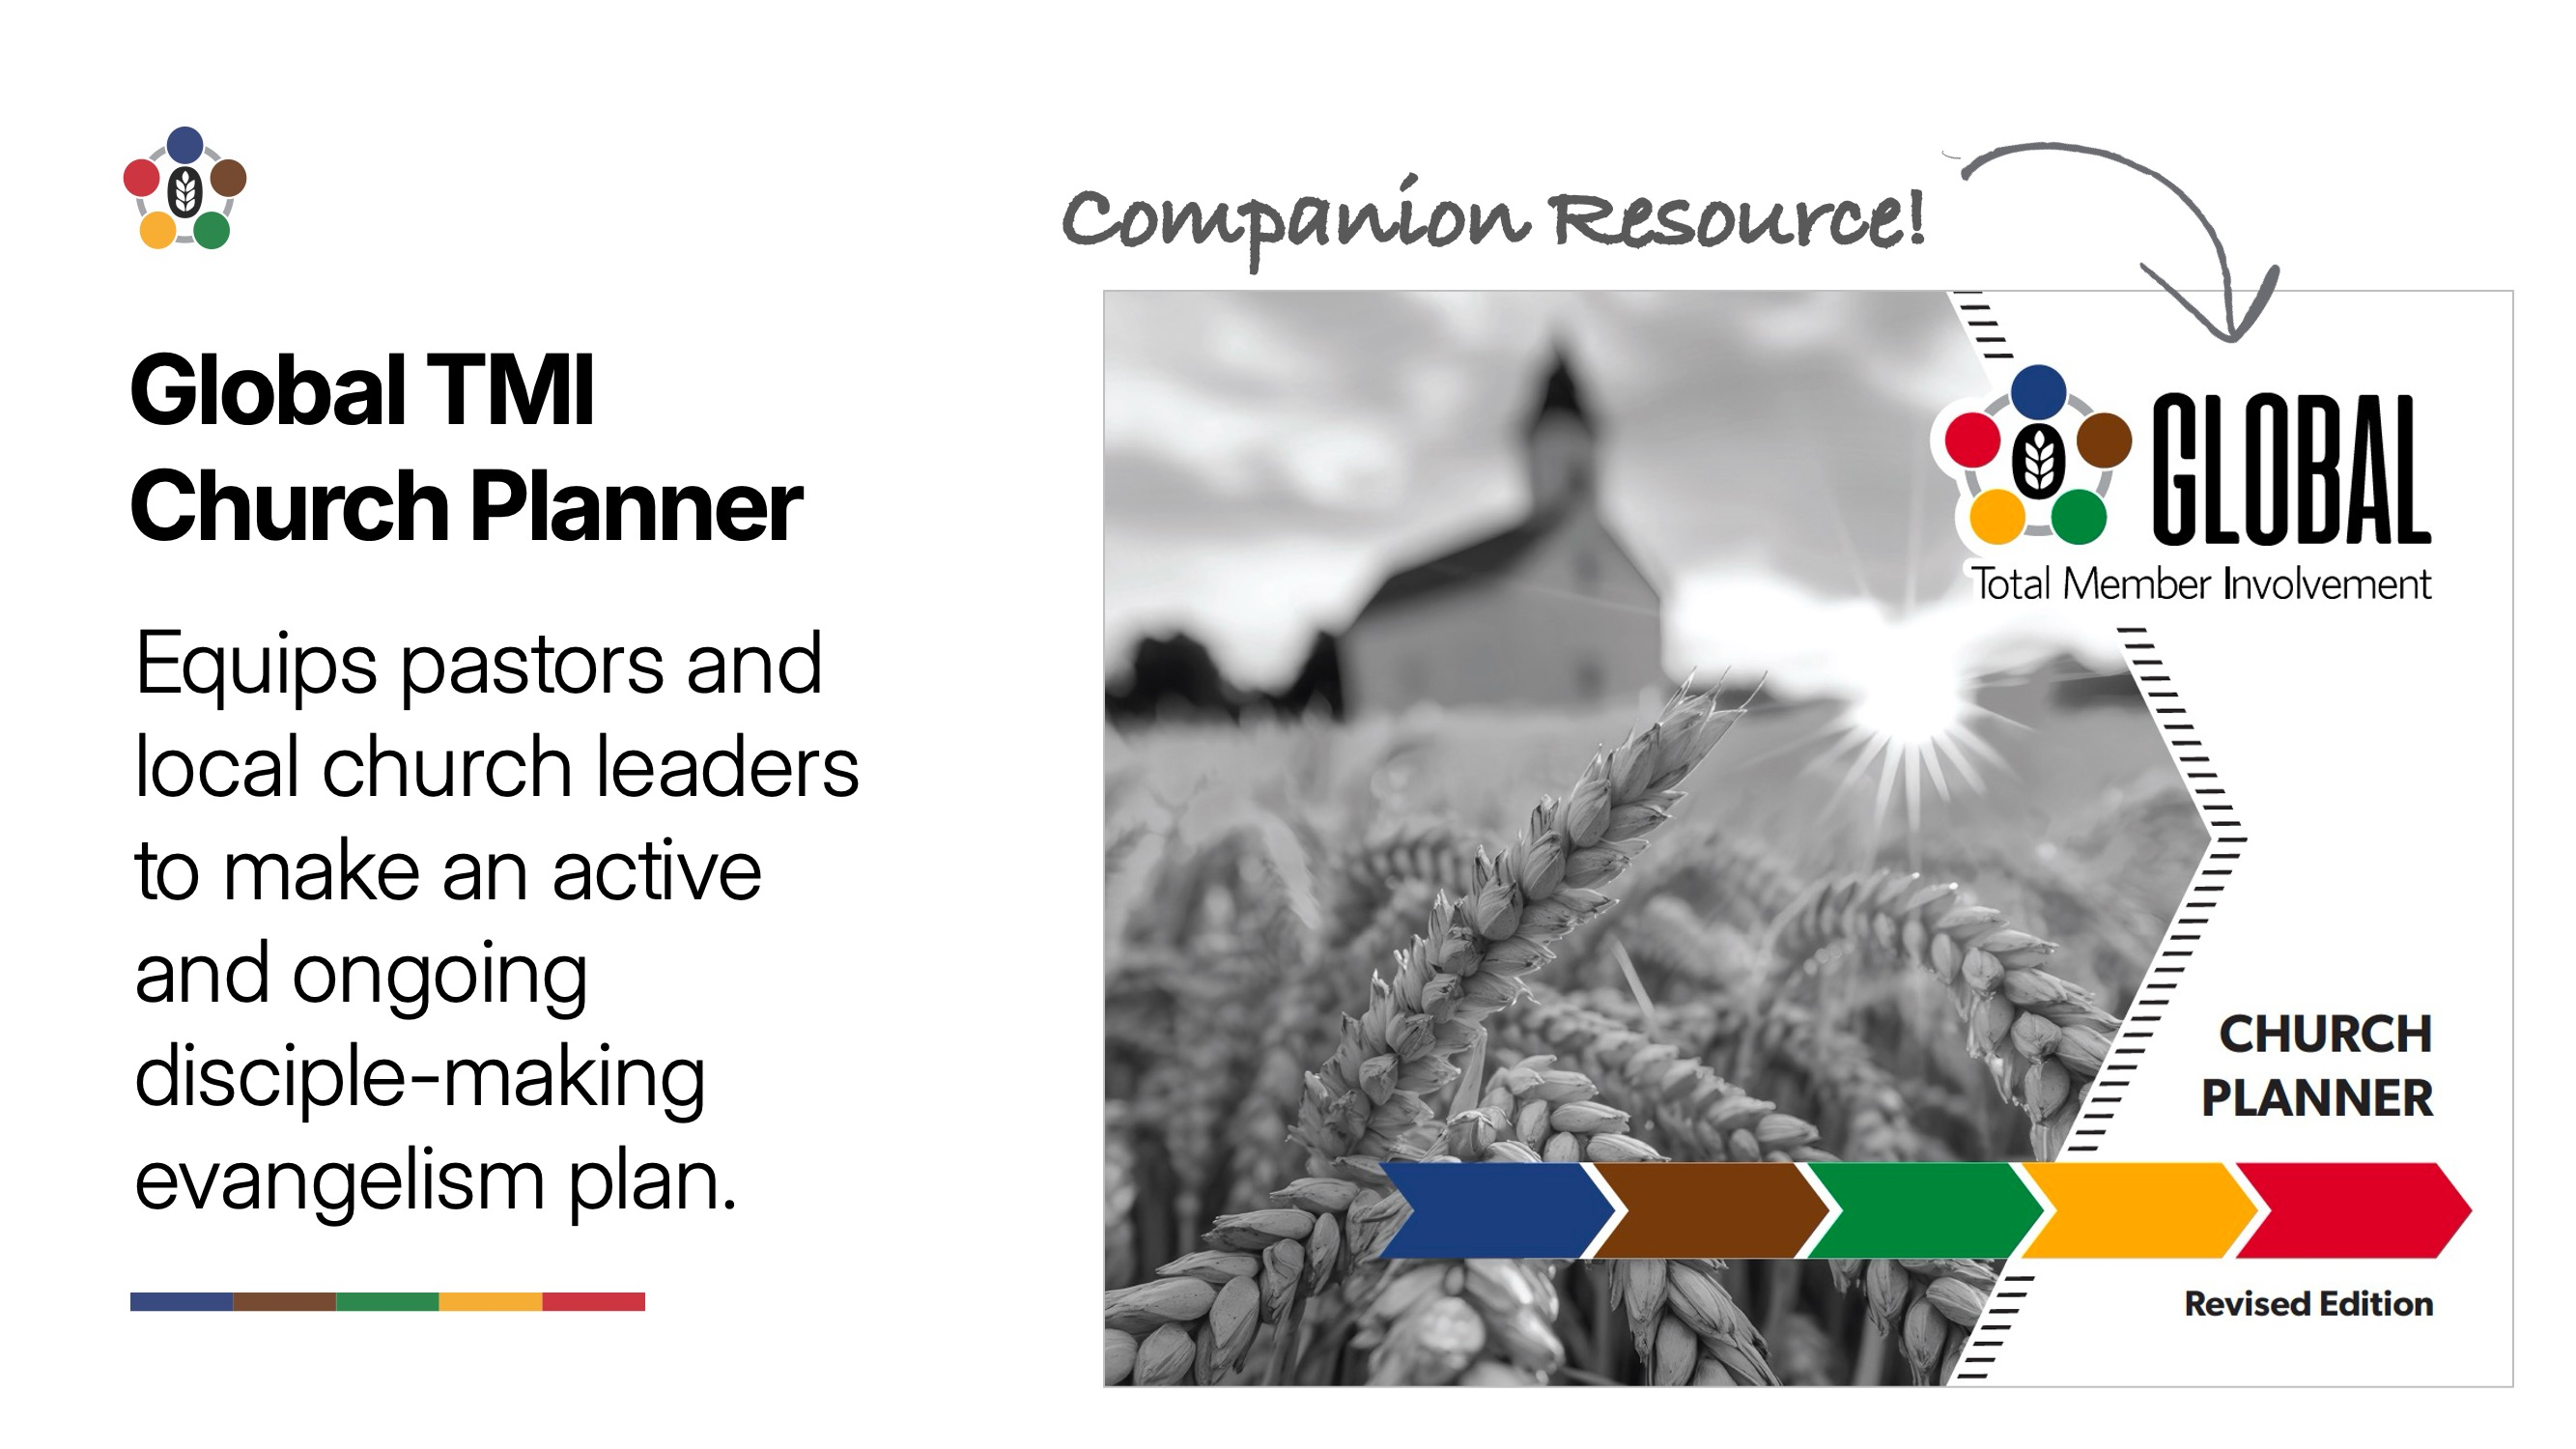 Global TMI
Church Planner
Equips pastors and
local church leaders
to make an active
and ongoing
disciple-making
evangelism plan.
Companion Resource!
GLOBAL
Total Member Involvement
CHURCH
PLANNER
Revised Edition